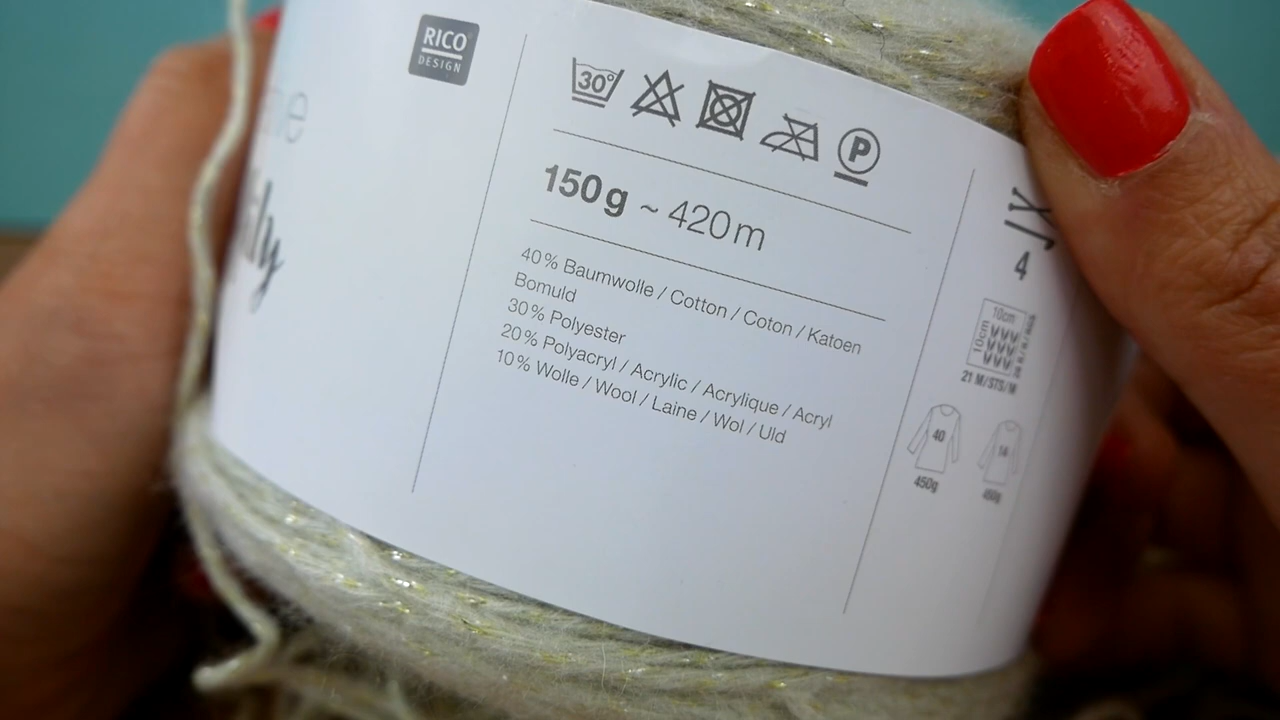 RICO
DESIGN
30°
P
150g ~ 420m
40% Baumwolle / Cotton / Coton / Katoen
Bomuld
30% Polyester
20% Polyacryl / Acrylic / Acrylique / Acryl
10% Wolle / Wool / Laine / Wol / Uld
4
10cm
10cm
21 M/STS/M
40
450g
14